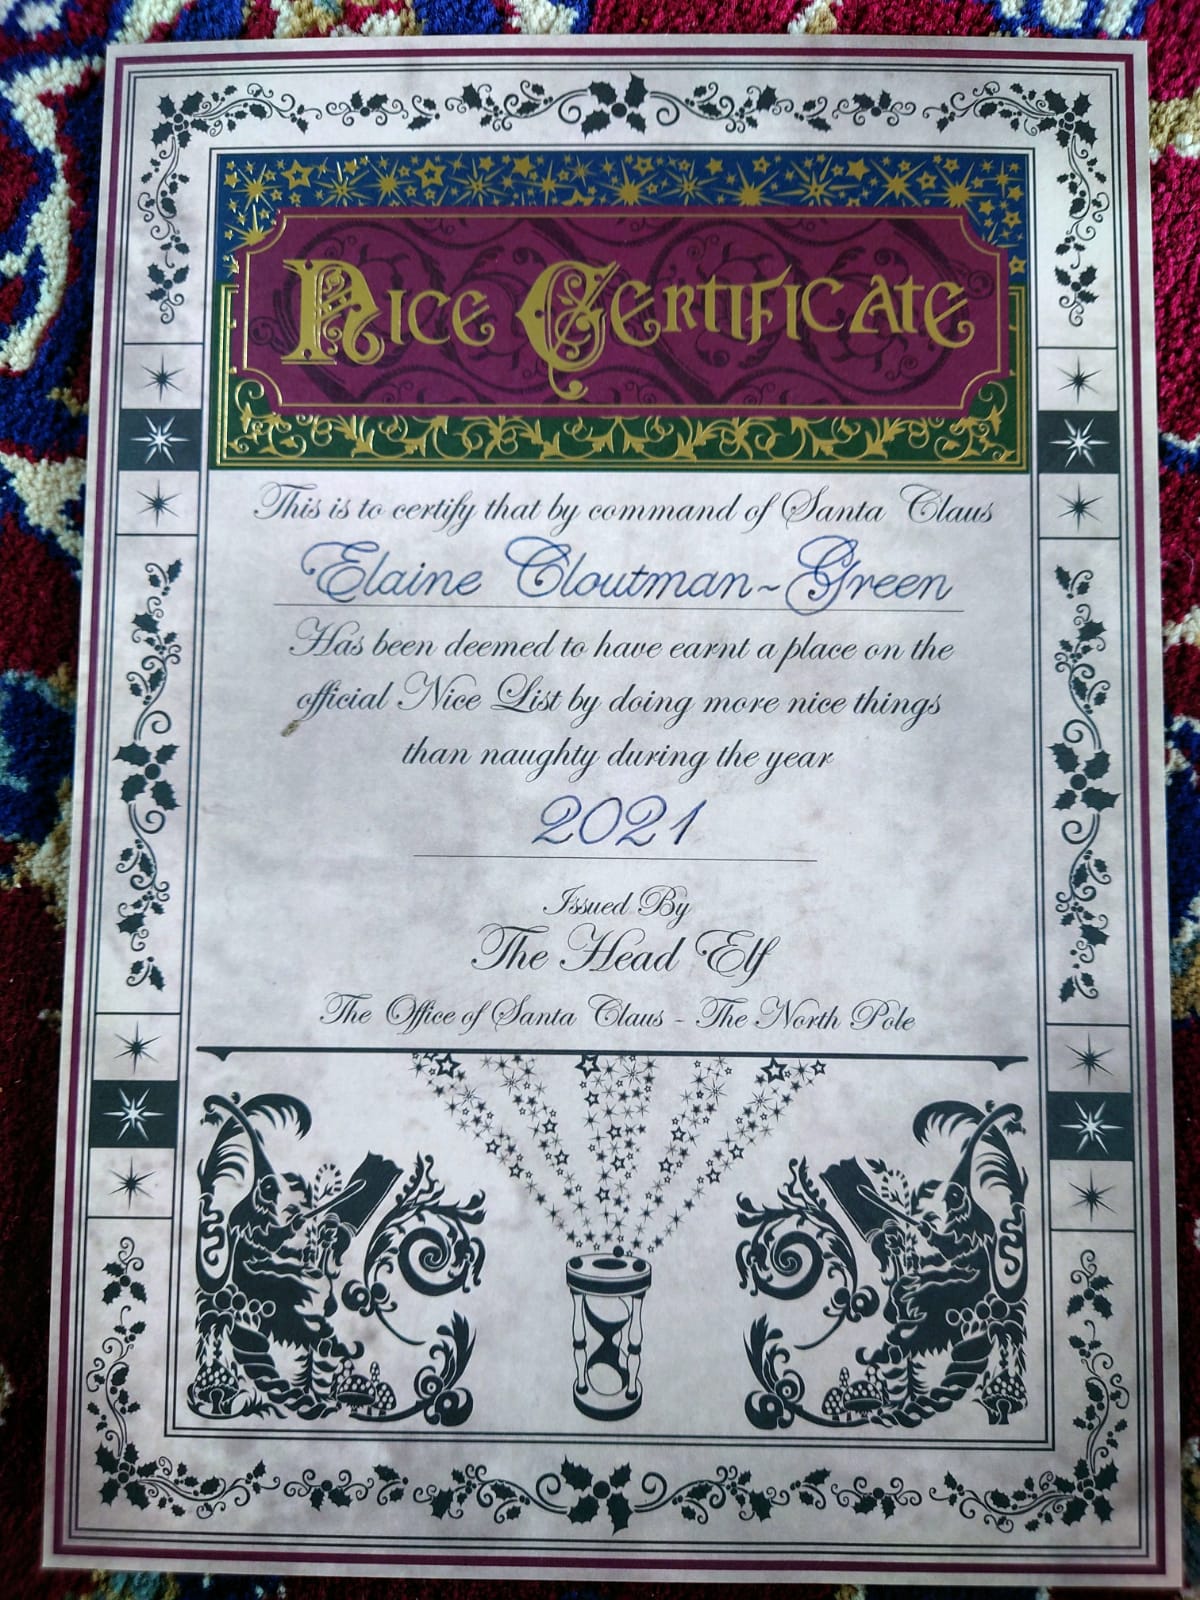 Nice Certificate
This is to certify that by command of Santa Claus
Elaine Cloutman-Green
Has been deemed to have earnt a place on the
official Nice List by doing more nice things
than naughty during the year
2021
Issued By
The Head Elf
The Office of Santa Claus - The North Pole